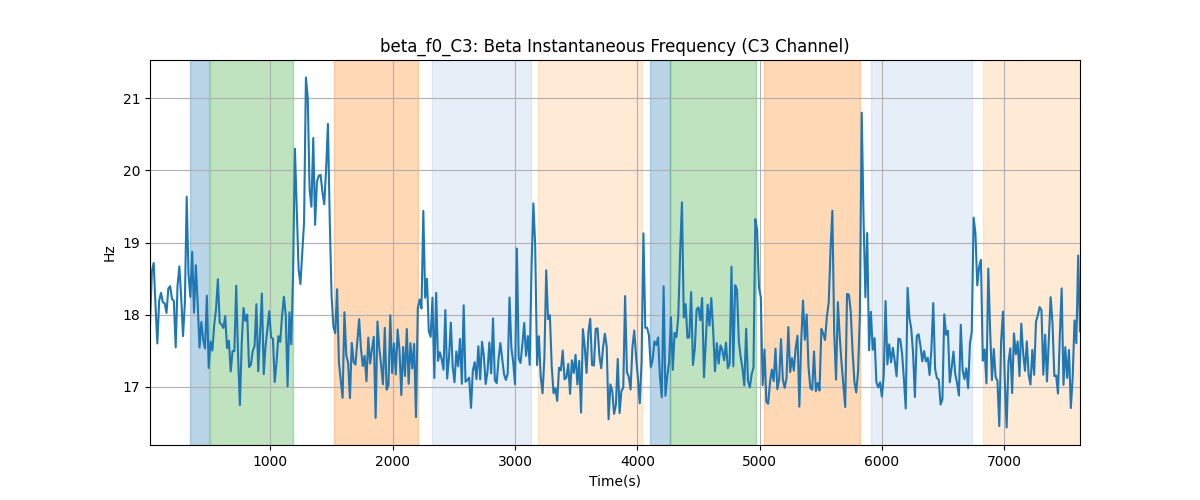 beta_f0_C3: Beta Instantaneous Frequency (C3 Channel)
21
20
19
18
17
Hz
1000 2000 3000 4000 5000 6000 7000
Time(s)